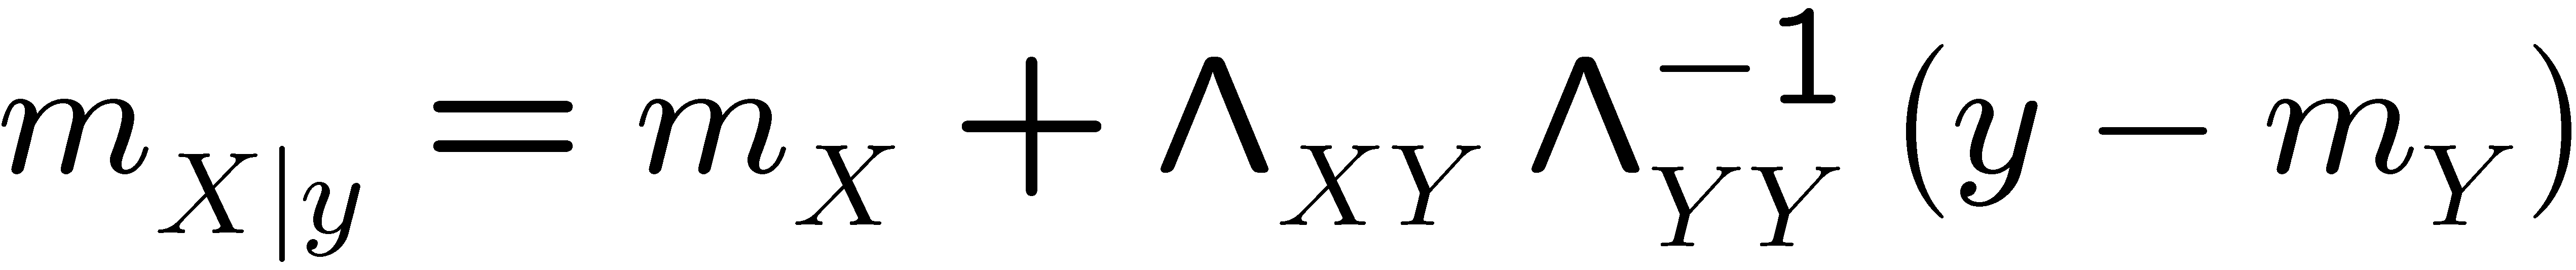 m_{X|y} = m_X + Λ_{XY} Λ_{YY}^{-1} (y − m_Y)